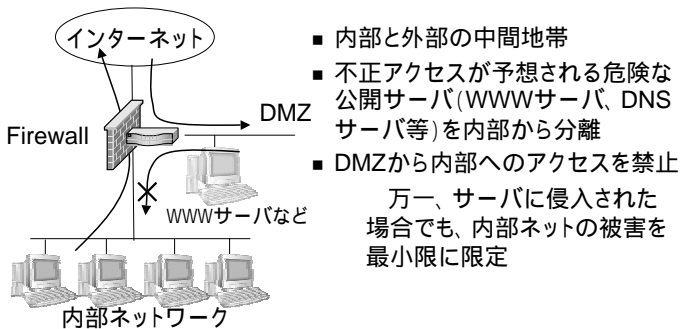 インターネット
DMZ
Firewall
WWWサーバなど
内部ネットワーク
■ 内部と外部の中間地帯
■ 不正アクセスが予想される危険な
公開サーバ(WWWサーバ、DNS
サーバ等)を内部から分離
■ DMZから内部へのアクセスを禁止
万一、サーバに侵入された
場合でも、内部ネットの被害を
最小限に限定